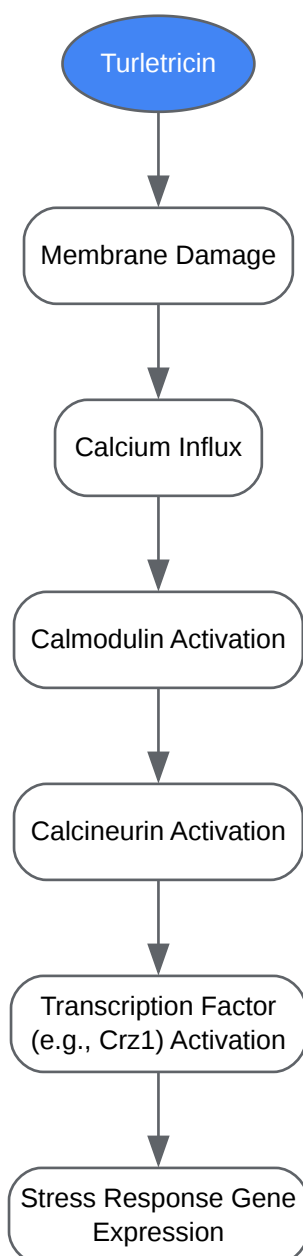 Turletricin
Membrane Damage
Calcium Influx
Calmodulin Activation
Calcineurin Activation
Transcription Factor
(e.g., Crz1) Activation
Stress Response Gene
Expression